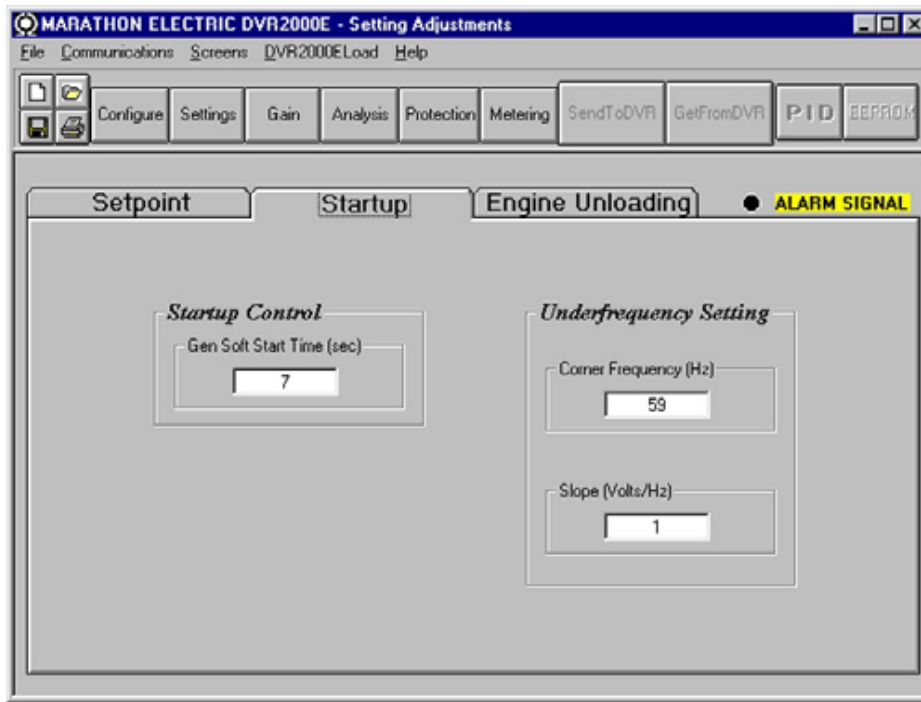 MARATHON ELECTRIC DVR2000E - Setting Adjustments
File Communications Screens DVR2000ELoad Help
Configure Settings Gain Analysis Protection Metering SendToDVR GetFromDVR PID EEPROM
Setpoint Startup Engine Unloading ALARM SIGNAL
Startup Control
Gen Soft Start Time (sec)
7
Underfrequency Setting
Corner Frequency (Hz)
59
Slope (Volts/Hz)
1